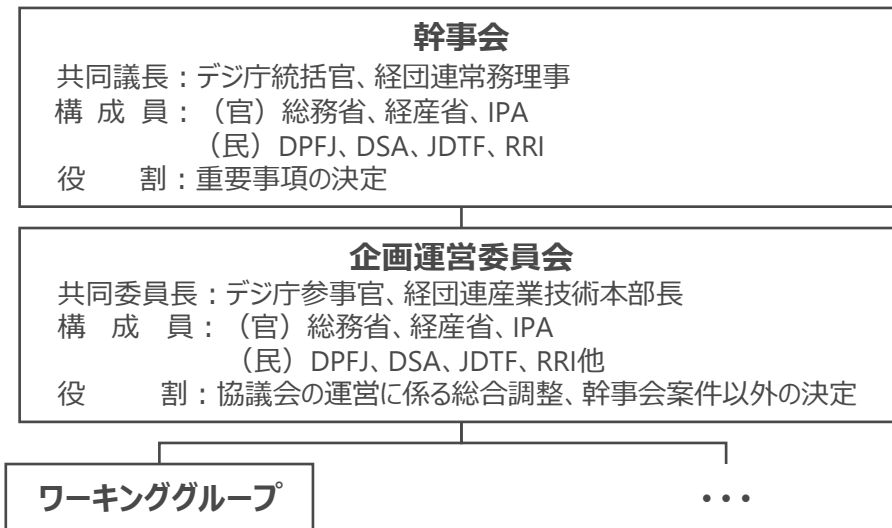 幹事会
共同議長：デジ庁統括官、経団連常務理事
構成員：（官）総務省、経産省、IPA
（民）DPFJ、DSA、JDTF、RRI
役割：重要事項の決定
企画運営委員会
共同委員長：デジ庁参事官、経団連産業技術本部長
構成員：（官）総務省、経産省、IPA
（民）DPFJ、DSA、JDTF、RRI他
役割：協議会の運営に係る総合調整、幹事会案件以外の決定
ワーキンググループ
・・・